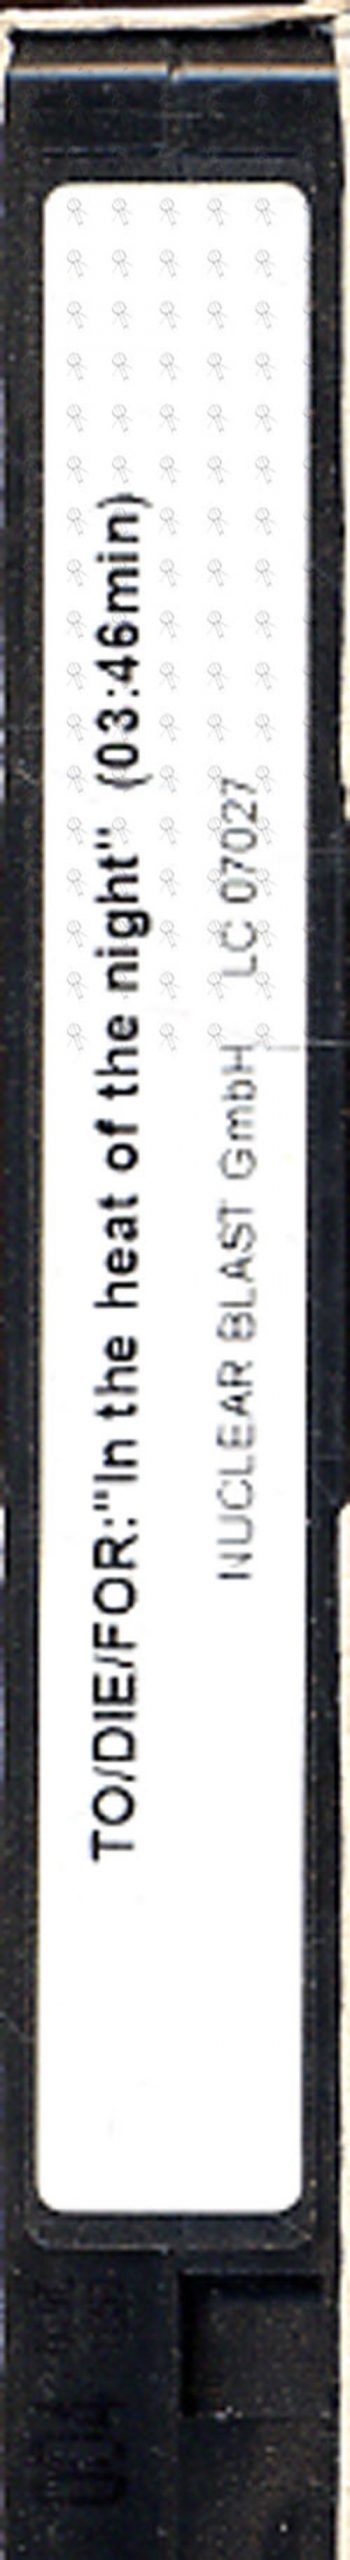 TO/DIE/FOR:"In the heat of the night" (03:46min)
NUCLEAR BLAST GmbH LC 07027